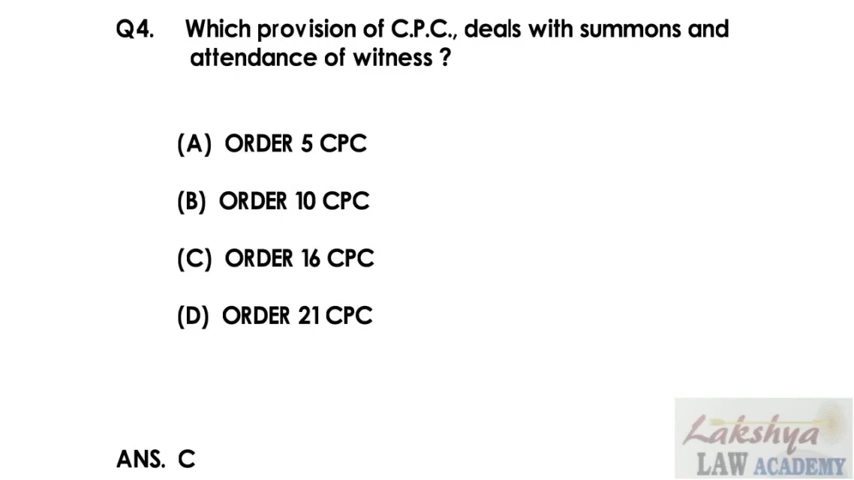 Q4. Which provision of C.P.C., deals with summons and
attendance of witness ?
(A) ORDER 5 CPC
(B) ORDER 10 CPC
(C) ORDER 16 CPC
(D) ORDER 21 CPC
ANS. C
Lakshya
LAW ACADEMY